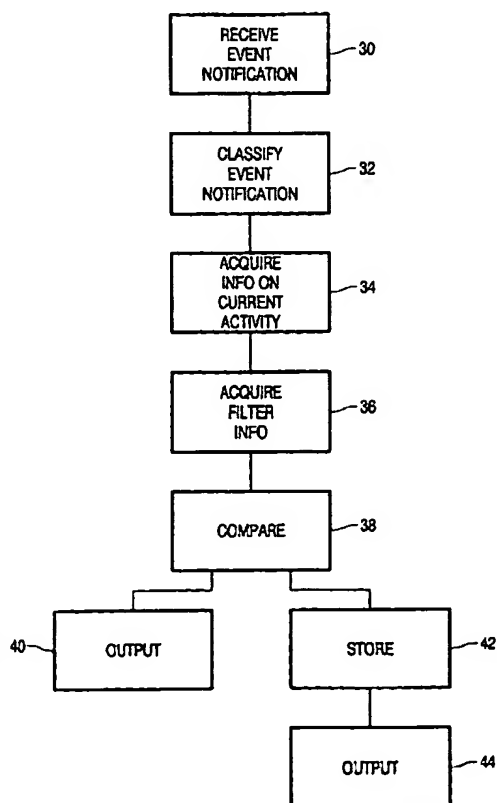 RECEIVE
EVENT
NOTIFICATION
30
CLASSIFY
EVENT
NOTIFICATION
32
ACQUIRE
INFO ON
CURRENT
ACTIVITY
34
ACQUIRE
FILTER
INFO
36
COMPARE
38
40
OUTPUT
STORE
42
OUTPUT
44